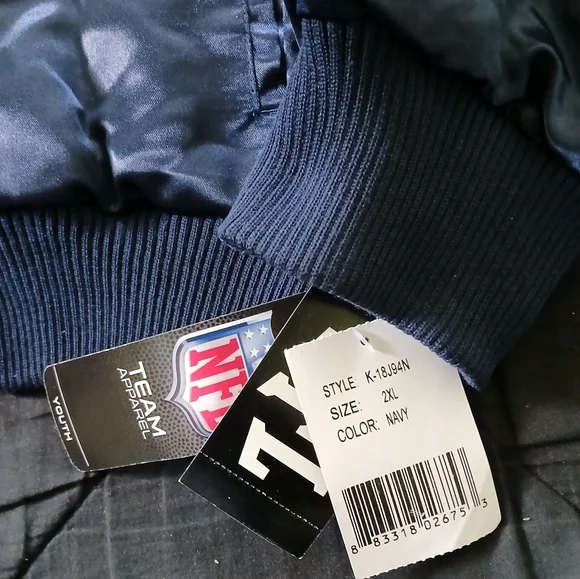 NFL
TEAM
APPAREL
YOUTH
STYLE: K-18J94N
SIZE: 2XL
COLOR: NAVY
8 83318 02675 3